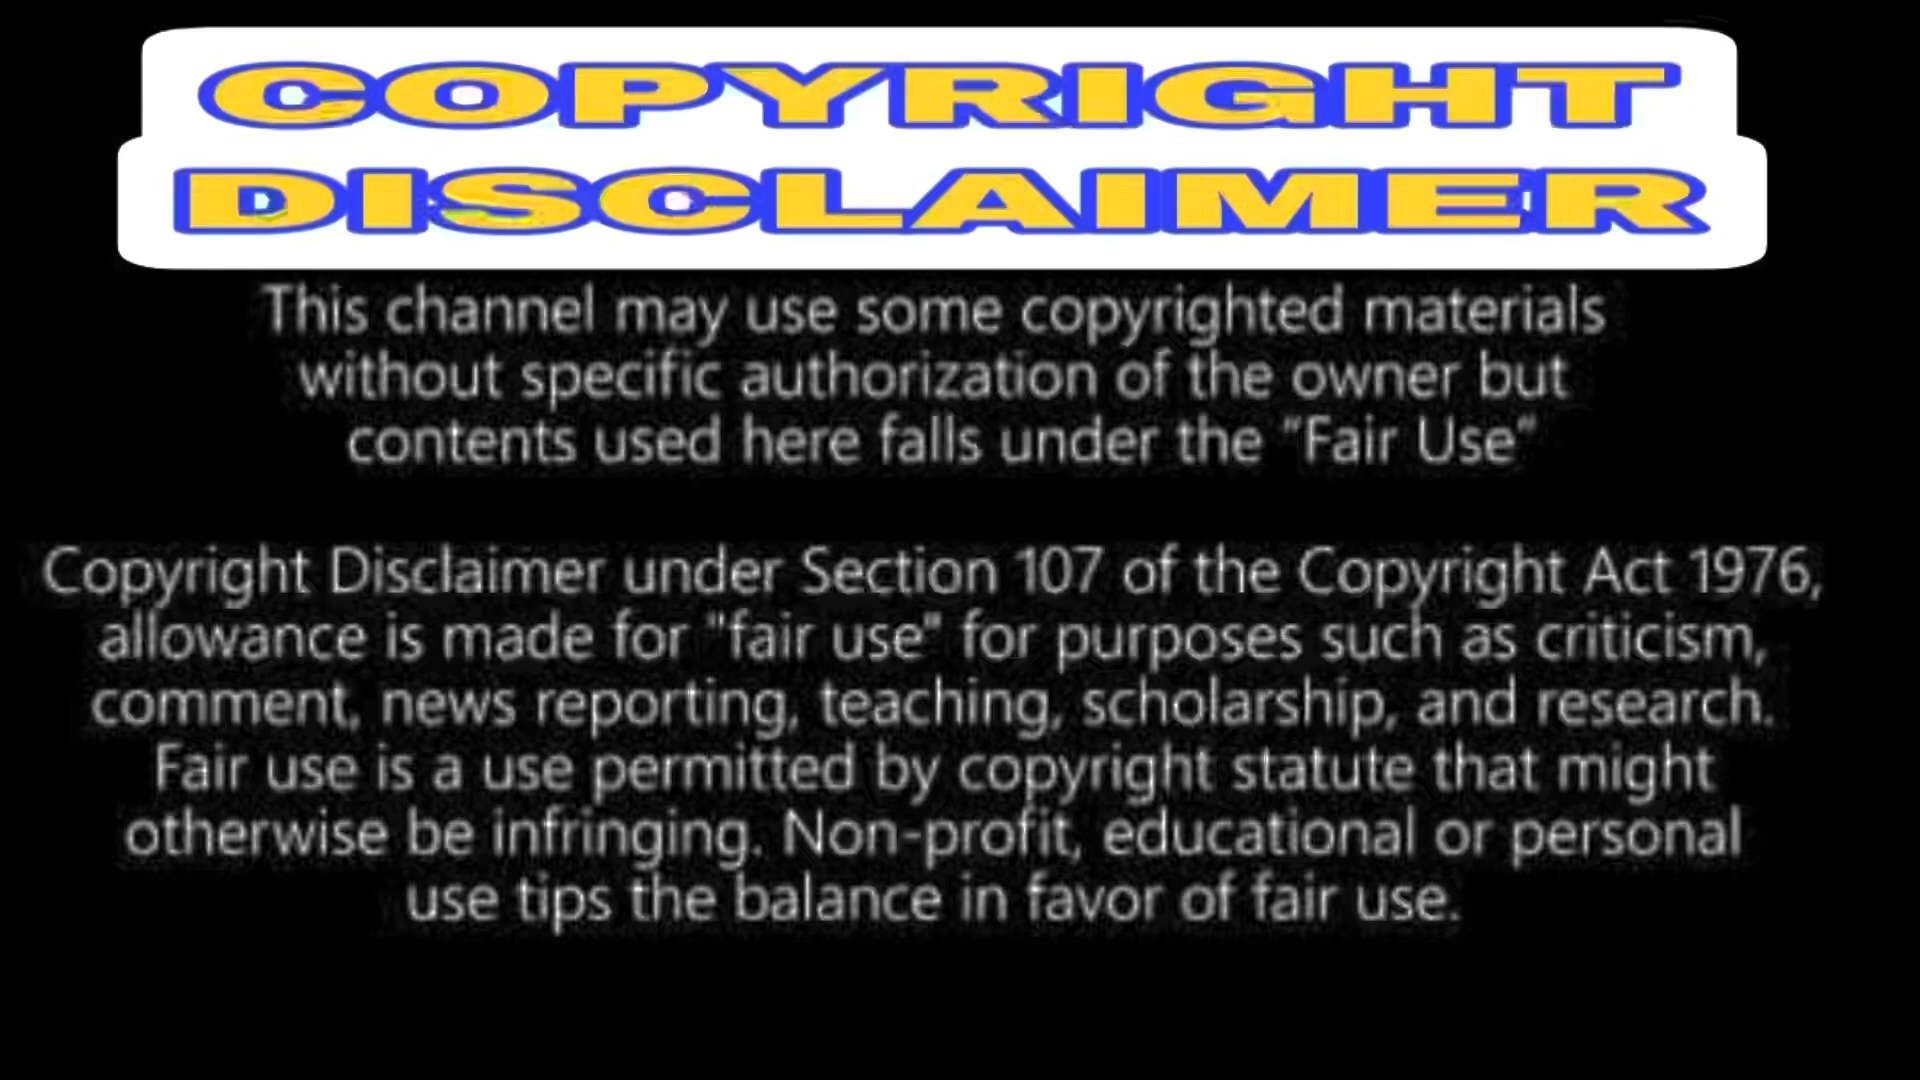 COPYRIGHT
DISCLAIMER
This channel may use some copyrighted materials
without specific authorization of the owner but
contents used here falls under the "Fair Use"
Copyright Disclaimer under Section 107 of the Copyright Act 1976,
allowance is made for "fair use" for purposes such as criticism,
comment, news reporting, teaching, scholarship, and research.
Fair use is a use permitted by copyright statute that might
otherwise be infringing. Non-profit, educational or personal
use tips the balance in favor of fair use.